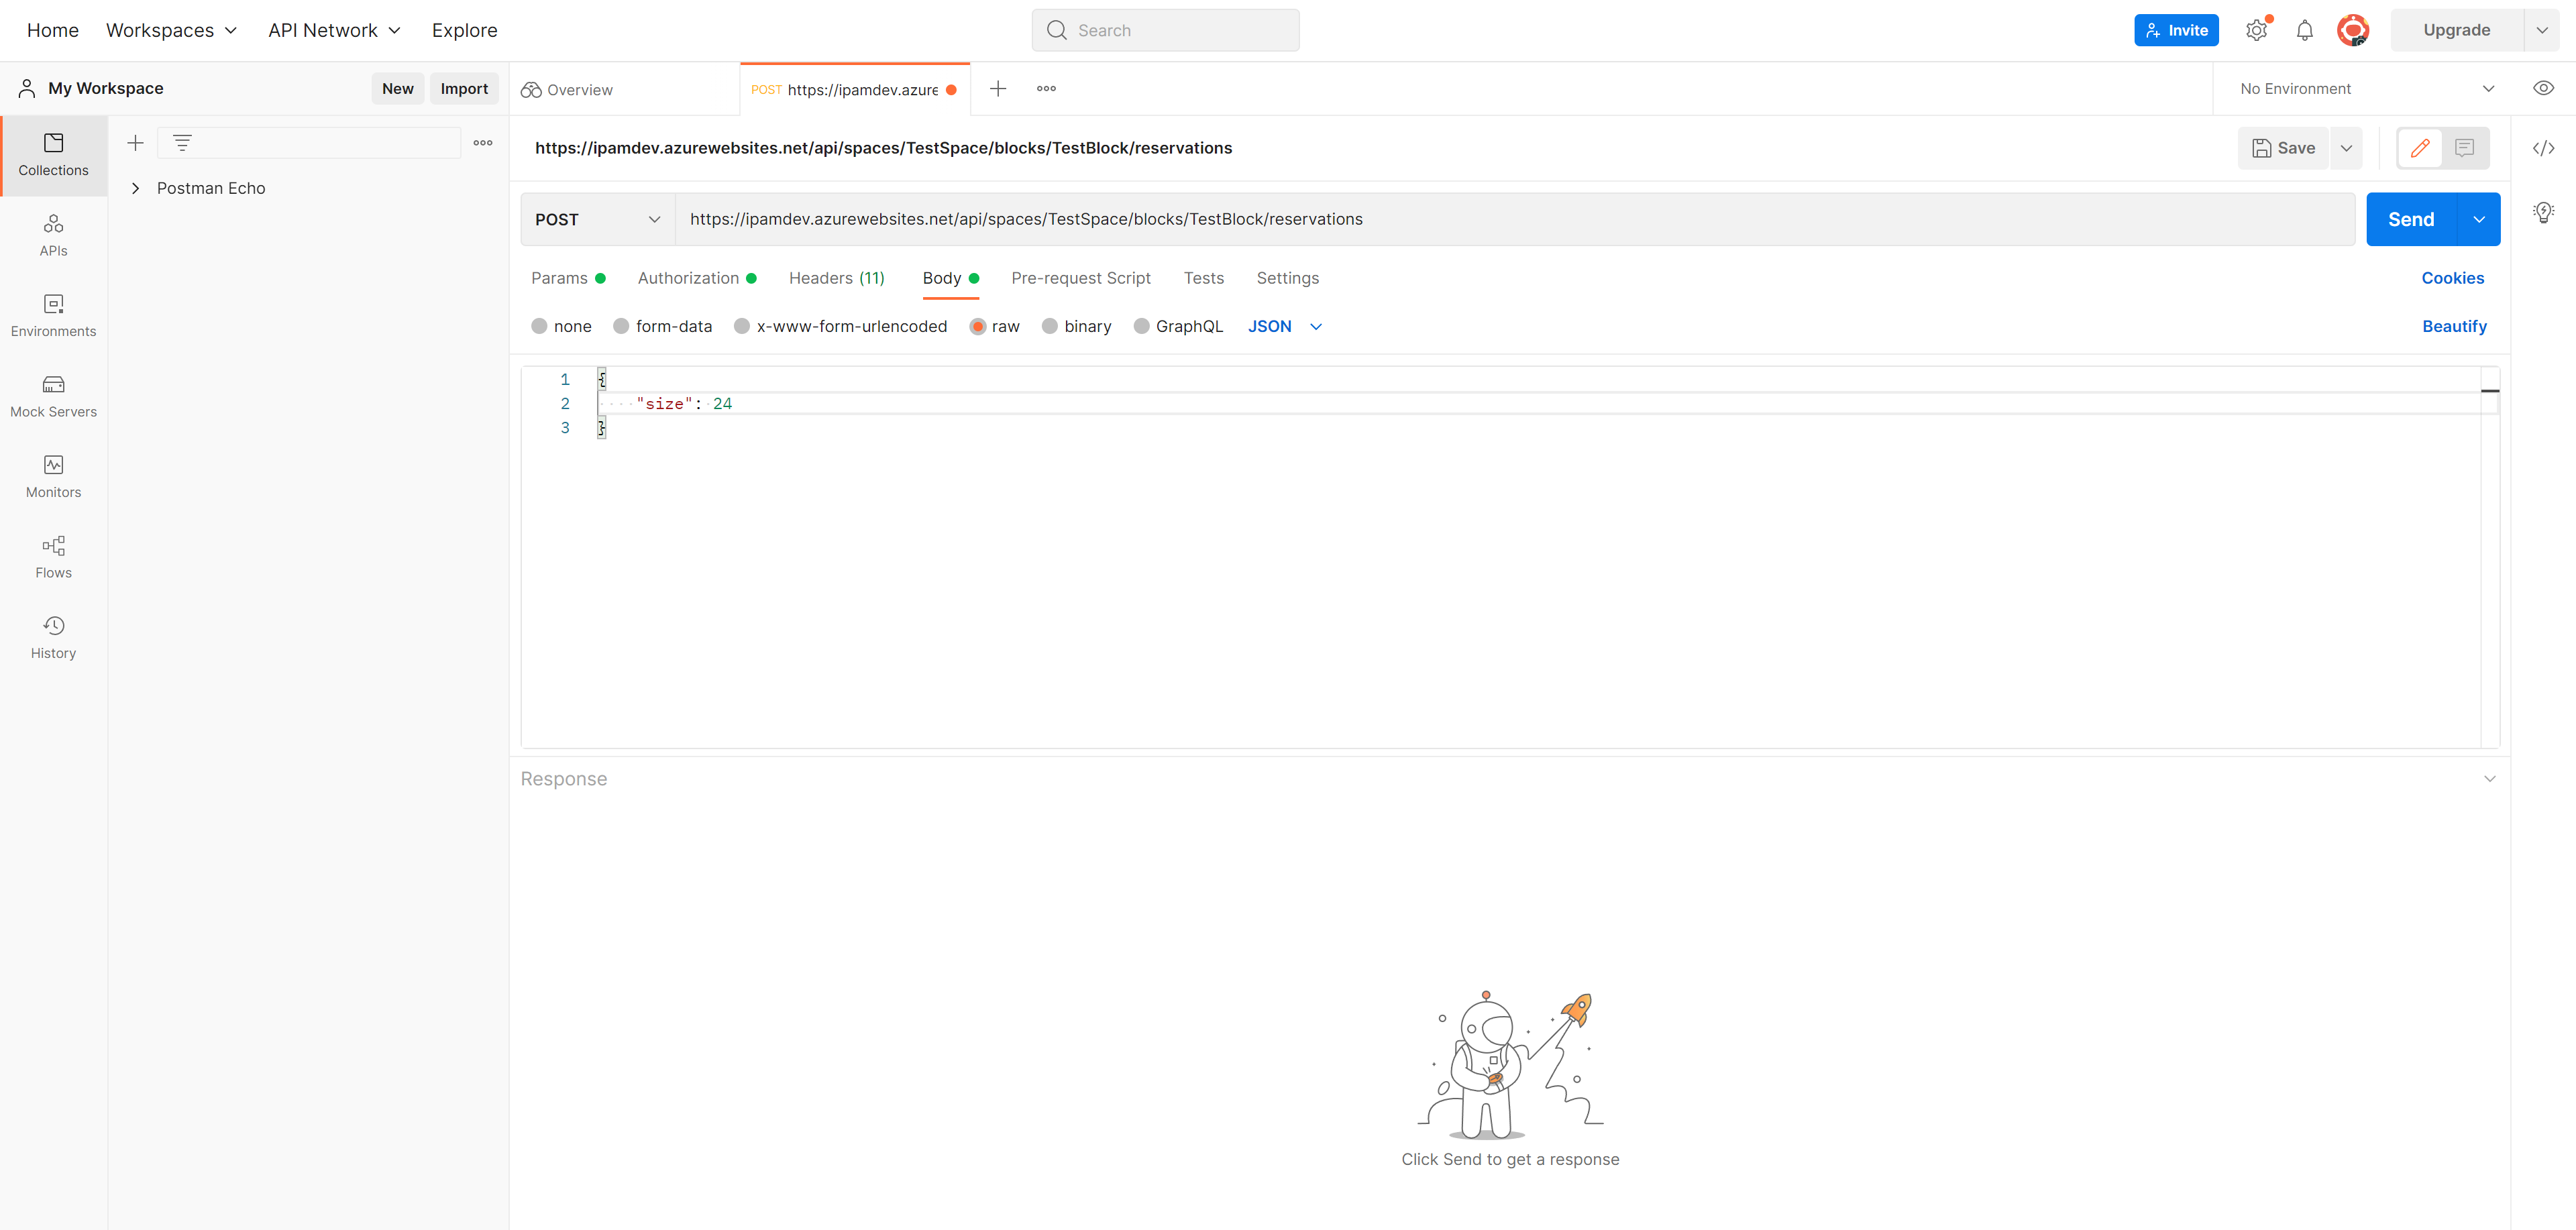 Home Workspaces API Network Explore Search Invite Upgrade
My Workspace New Import Overview POST https://ipamdev.azure No Environment
Collections
APIs
Environments
Mock Servers
Monitors
Flows
History
Postman Echo
https://ipamdev.azurewebsites.net/api/spaces/TestSpace/blocks/TestBlock/reservations Save
POST https://ipamdev.azurewebsites.net/api/spaces/TestSpace/blocks/TestBlock/reservations Send
Params Authorization Headers (11) Body Pre-request Script Tests Settings Cookies
none form-data x-www-form-urlencoded raw binary GraphQL JSON Beautify
1 {
2 "size": 24
3 }
Response
Click Send to get a response